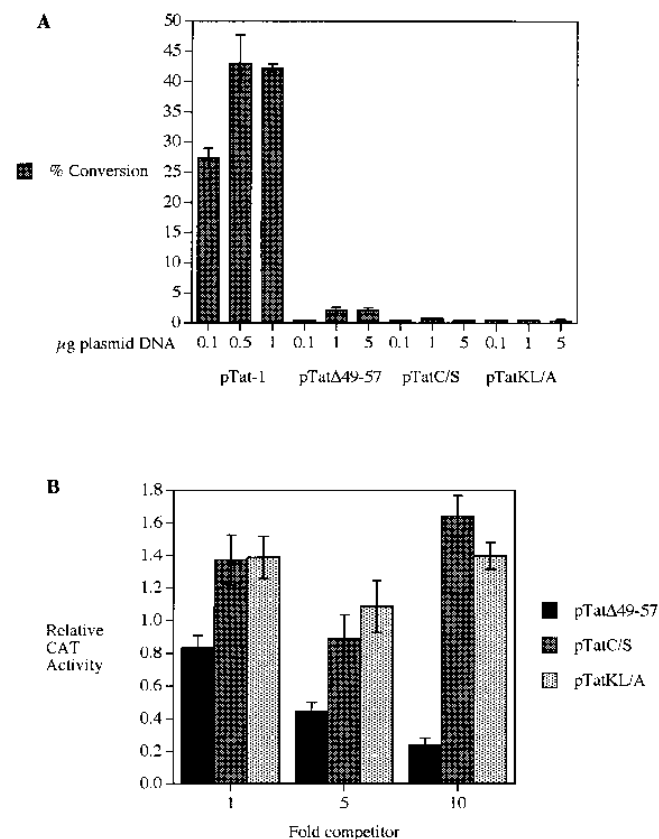 A
50
45
40
35
30
25
20
15
10
5
0
% Conversion
µg plasmid DNA 0.1 0.5 1 0.1 1 5 0.1 1 5 0.1 1 5
pTat-1 pTatΔ49-57 pTatC/S pTatKL/A
B
1.8
1.6
1.4
1.2
1.0
0.8
0.6
0.4
0.2
0.0
Relative
CAT
Activity
pTatΔ49-57
pTatC/S
pTatKL/A
1 5 10
Fold competitor